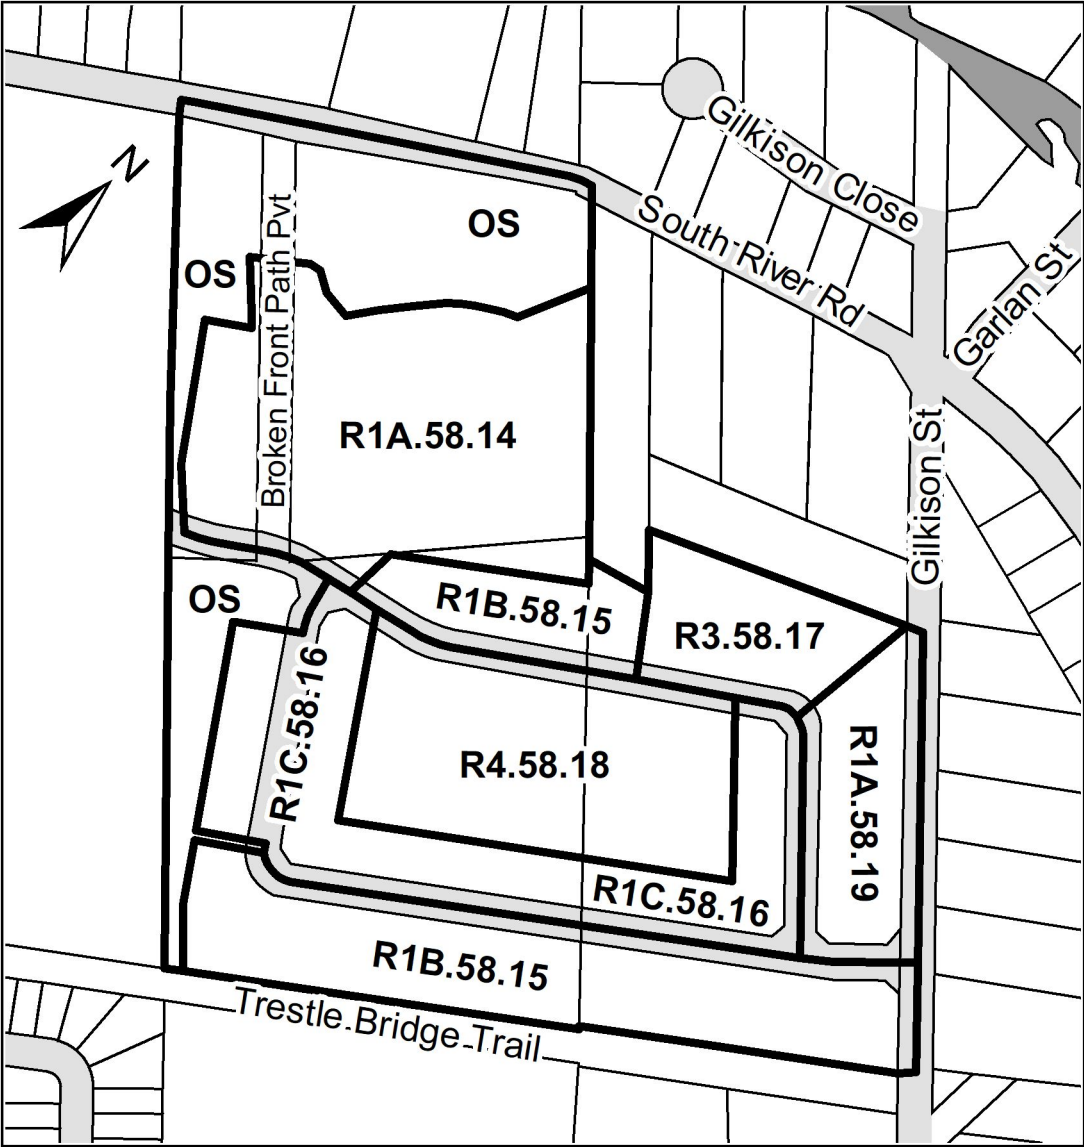 Gilkison Close
N
South River Rd
OS
Broken Front Path Pvt
OS
Garlan St
R1A.58.14
Gilkison St
OS
R1B.58.15
R3.58.17
R1C.58.16
R4.58.18
R1A.58.19
R1C.58.16
R1B.58.15
Trestle Bridge Trail